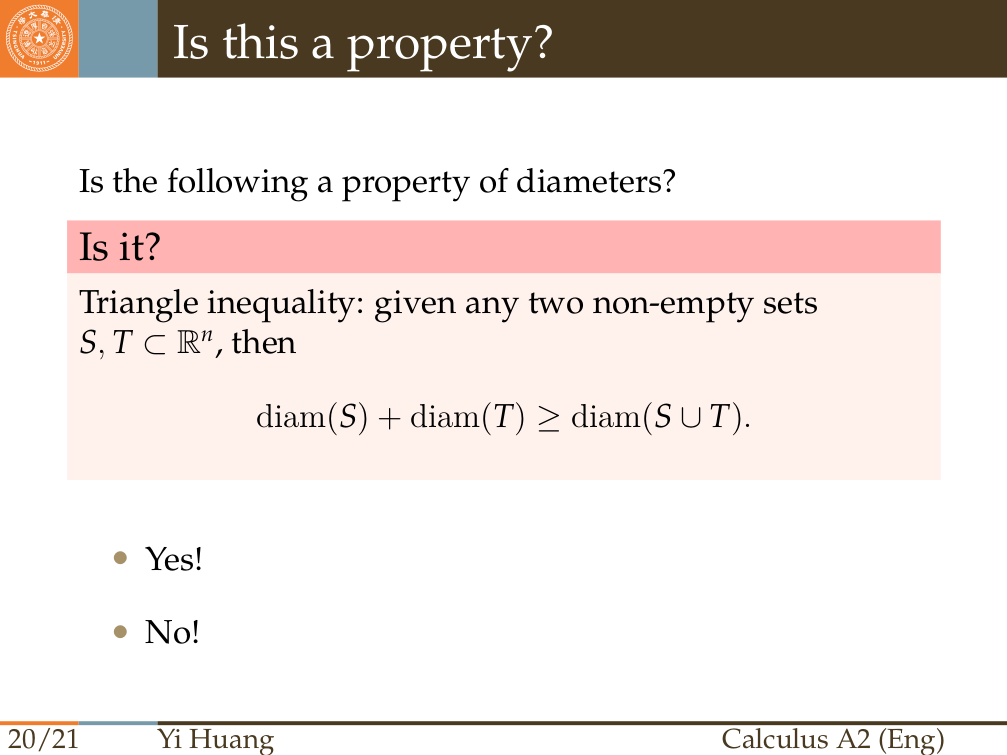 Is this a property?
Is the following a property of diameters?
Is it?
Triangle inequality: given any two non-empty sets
S, T ⊂ ℝⁿ, then
diam(S) + diam(T) ≥ diam(S ∪ T).
• Yes!
• No!
20/21 Yi Huang Calculus A2 (Eng)